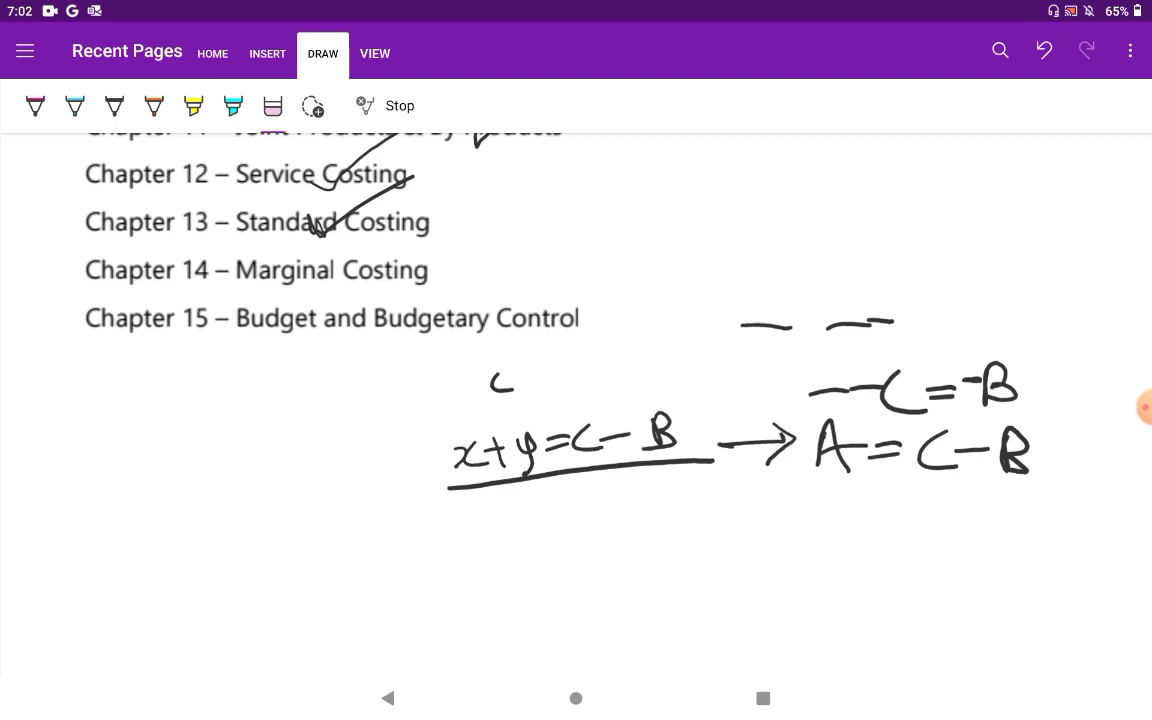 7:02 65%
Recent Pages HOME INSERT DRAW VIEW
Stop
Chapter 12 – Service Costing
Chapter 13 – Standard Costing
Chapter 14 – Marginal Costing
Chapter 15 – Budget and Budgetary Control
C
C = -B
x+y=C-B → A=C-B